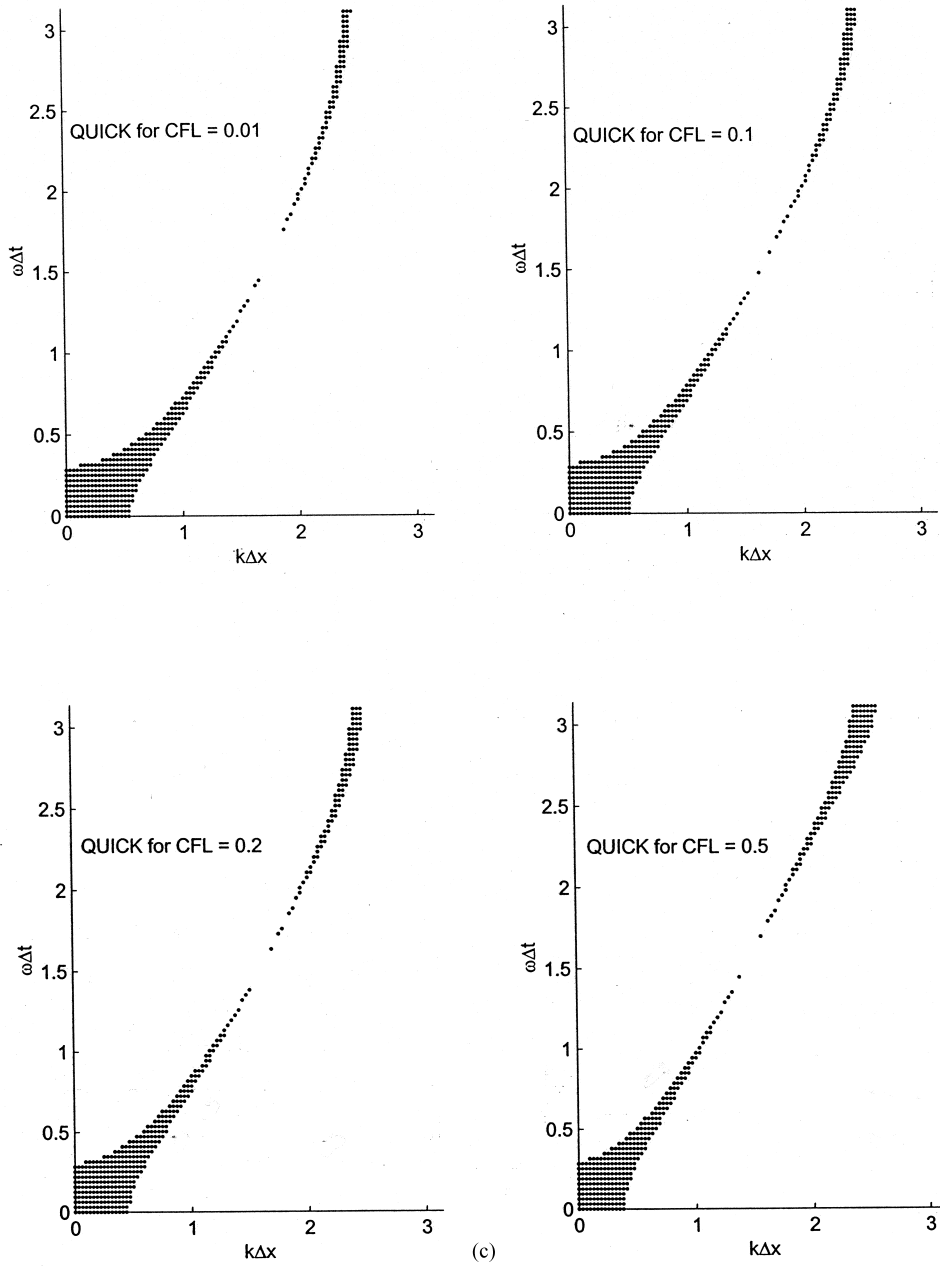 3
2.5
QUICK for CFL = 0.01
2
ωΔt
1.5
1
0.5
0
0 1 2 3
kΔx
3
2.5
QUICK for CFL = 0.1
2
ωΔt
1.5
1
0.5
0
0 1 2 3
kΔx
3
2.5
QUICK for CFL = 0.2
2
ωΔt
1.5
1
0.5
0
0 1 2 3
kΔx
3
2.5
QUICK for CFL = 0.5
2
ωΔt
1.5
1
0.5
0
0 1 2 3
kΔx
(c)